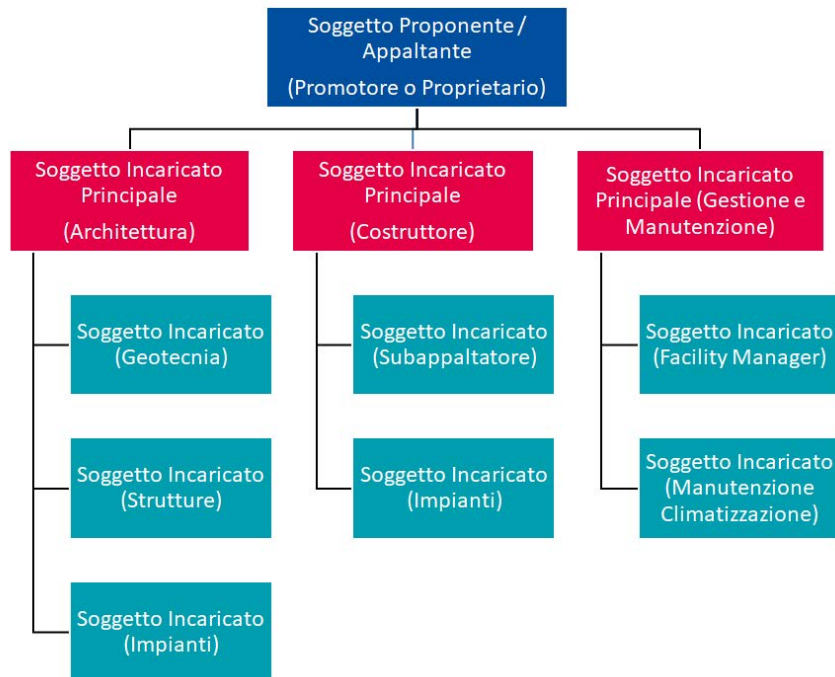 Soggetto Proponente /
Appaltante
(Promotore o Proprietario)
Soggetto Incaricato
Principale
(Architettura)
Soggetto Incaricato
(Geotecnia)
Soggetto Incaricato
(Strutture)
Soggetto Incaricato
(Impianti)
Soggetto Incaricato
Principale
(Costruttore)
Soggetto Incaricato
(Subappaltatore)
Soggetto Incaricato
(Impianti)
Soggetto Incaricato
Principale (Gestione e
Manutenzione)
Soggetto Incaricato
(Facility Manager)
Soggetto Incaricato
(Manutenzione
Climatizzazione)